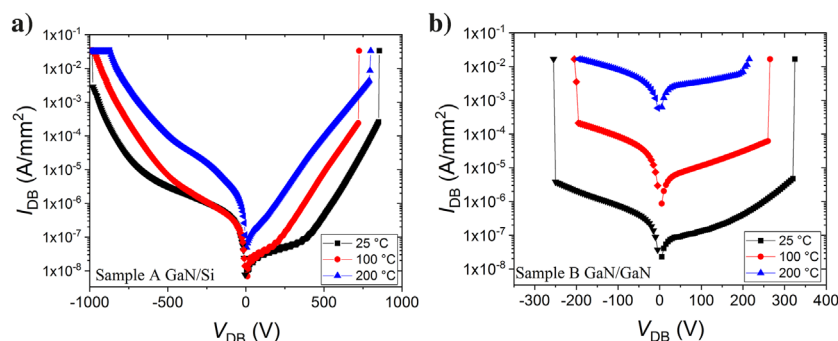 a)
I_DB (A/mm²)
1x10⁻¹
1x10⁻²
1x10⁻³
1x10⁻⁴
1x10⁻⁵
1x10⁻⁶
1x10⁻⁷
1x10⁻⁸
25 °C
100 °C
200 °C
Sample A GaN/Si
-1000 -500 0 500 1000
V_DB (V)
b)
I_DB (A/mm²)
1x10⁻¹
1x10⁻²
1x10⁻³
1x10⁻⁴
1x10⁻⁵
1x10⁻⁶
1x10⁻⁷
1x10⁻⁸
25 °C
100 °C
200 °C
Sample B GaN/GaN
-300 -200 -100 0 100 200 300 400
V_DB (V)